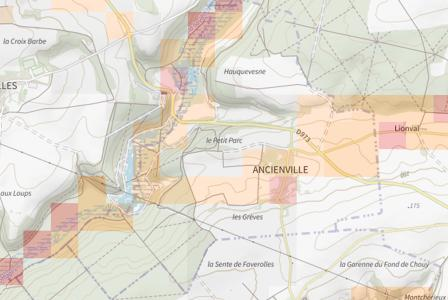 la Croix Barbe
Hauquevesne
LLES
Lionval
D973
le Petit Parc
ANCIENVILLE
aux Loups
175
les Grèves
la Sente de Faverolles
la Garenne du Fond de Chouy